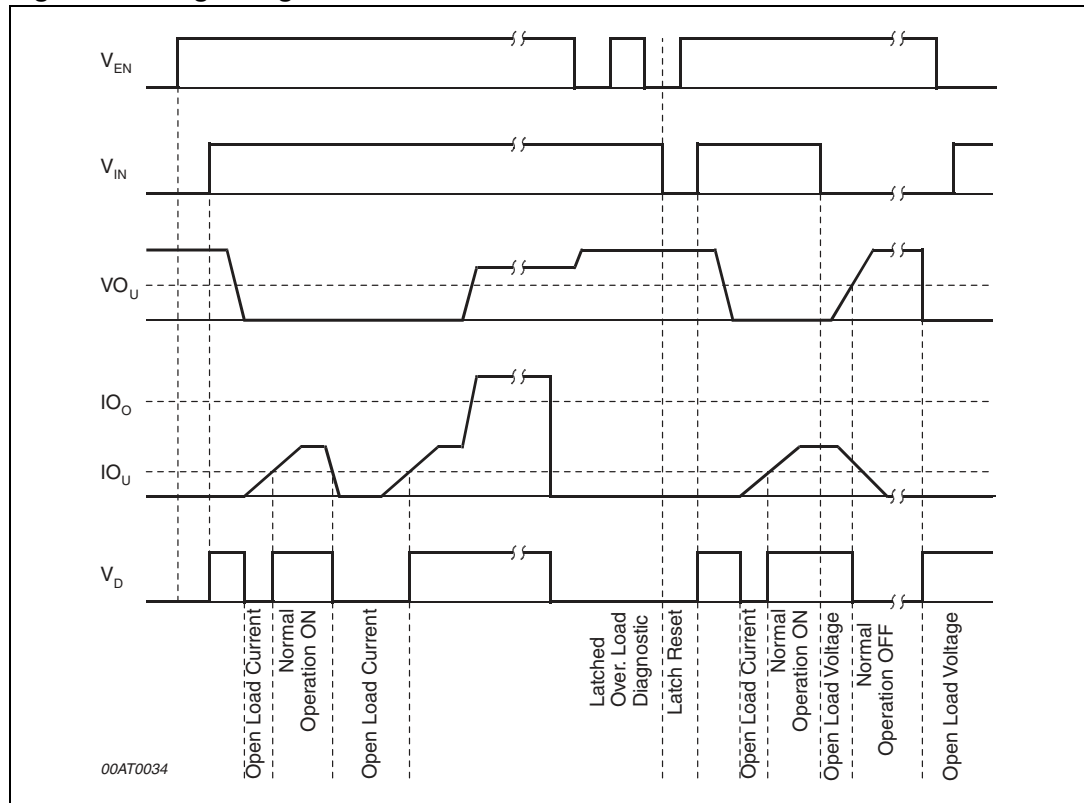 V_EN
V_IN
VO_U
IO_O
IO_U
V_D
Open Load Current
Normal
Operation ON
Open Load Current
Latched
Over. Load
Diagnostic
Latch Reset
Open Load Current
Normal
Operation ON
Open Load Voltage
Normal
Operation OFF
Open Load Voltage
00AT0034